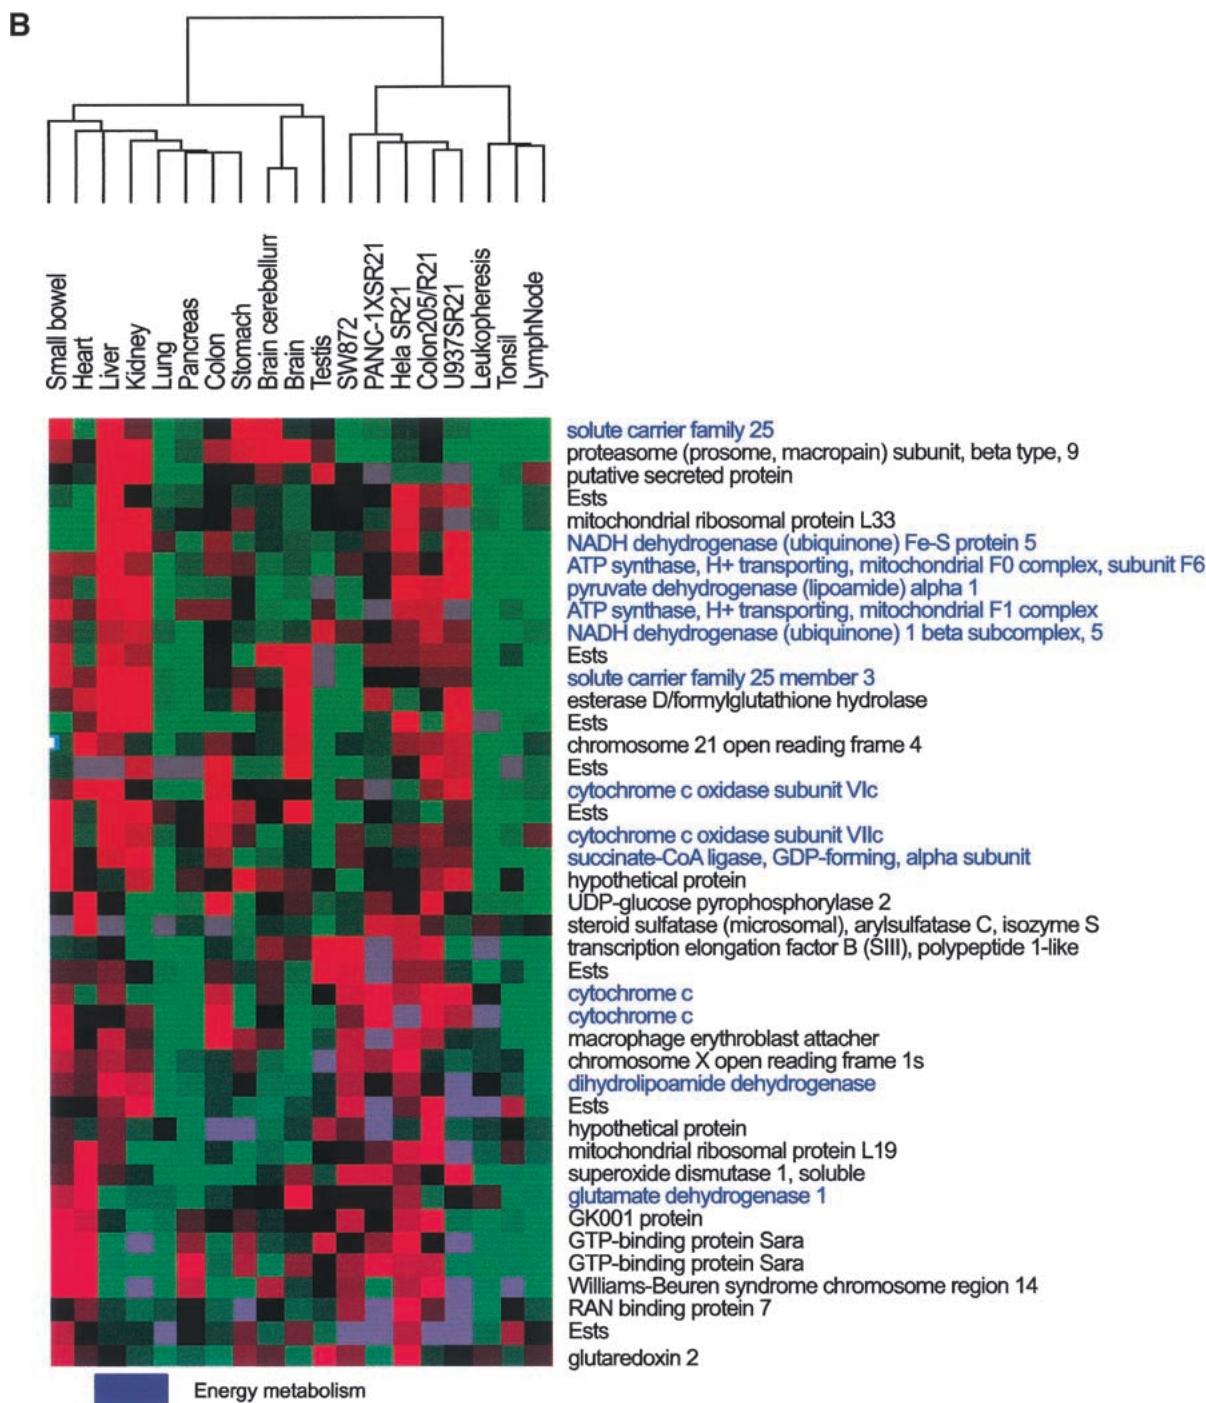 B
Small bowel
Heart
Liver
Kidney
Lung
Pancreas
Colon
Stomach
Brain cerebellum
Brain
Testis
SW872
PANC-1XSR21
Hela SR21
Colon205/R21
U937SR21
Leukopheresis
Tonsil
LymphNode
solute carrier family 25
proteasome (prosome, macropain) subunit, beta type, 9
putative secreted protein
Ests
mitochondrial ribosomal protein L33
NADH dehydrogenase (ubiquinone) Fe-S protein 5
ATP synthase, H+ transporting, mitochondrial F0 complex, subunit F6
pyruvate dehydrogenase (lipoamide) alpha 1
ATP synthase, H+ transporting, mitochondrial F1 complex
NADH dehydrogenase (ubiquinone) 1 beta subcomplex, 5
Ests
solute carrier family 25 member 3
esterase D/formylglutathione hydrolase
Ests
chromosome 21 open reading frame 4
Ests
cytochrome c oxidase subunit VIc
Ests
cytochrome c oxidase subunit VIIc
succinate-CoA ligase, GDP-forming, alpha subunit
hypothetical protein
UDP-glucose pyrophosphorylase 2
steroid sulfatase (microsomal), arylsulfatase C, isozyme S
transcription elongation factor B (SIII), polypeptide 1-like
Ests
cytochrome c
cytochrome c
macrophage erythroblast attacher
chromosome X open reading frame 1s
dihydrolipoamide dehydrogenase
Ests
hypothetical protein
mitochondrial ribosomal protein L19
superoxide dismutase 1, soluble
glutamate dehydrogenase 1
GK001 protein
GTP-binding protein Sara
GTP-binding protein Sara
Williams-Beuren syndrome chromosome region 14
RAN binding protein 7
Ests
glutaredoxin 2
Energy metabolism